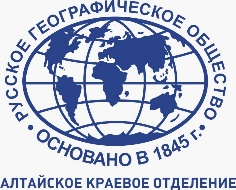 РУССКОЕ ГЕОГРАФИЧЕСКОЕ ОБЩЕСТВО
• ОСНОВАНО В 1845 г. •
АЛТАЙСКОЕ КРАЕВОЕ ОТДЕЛЕНИЕ